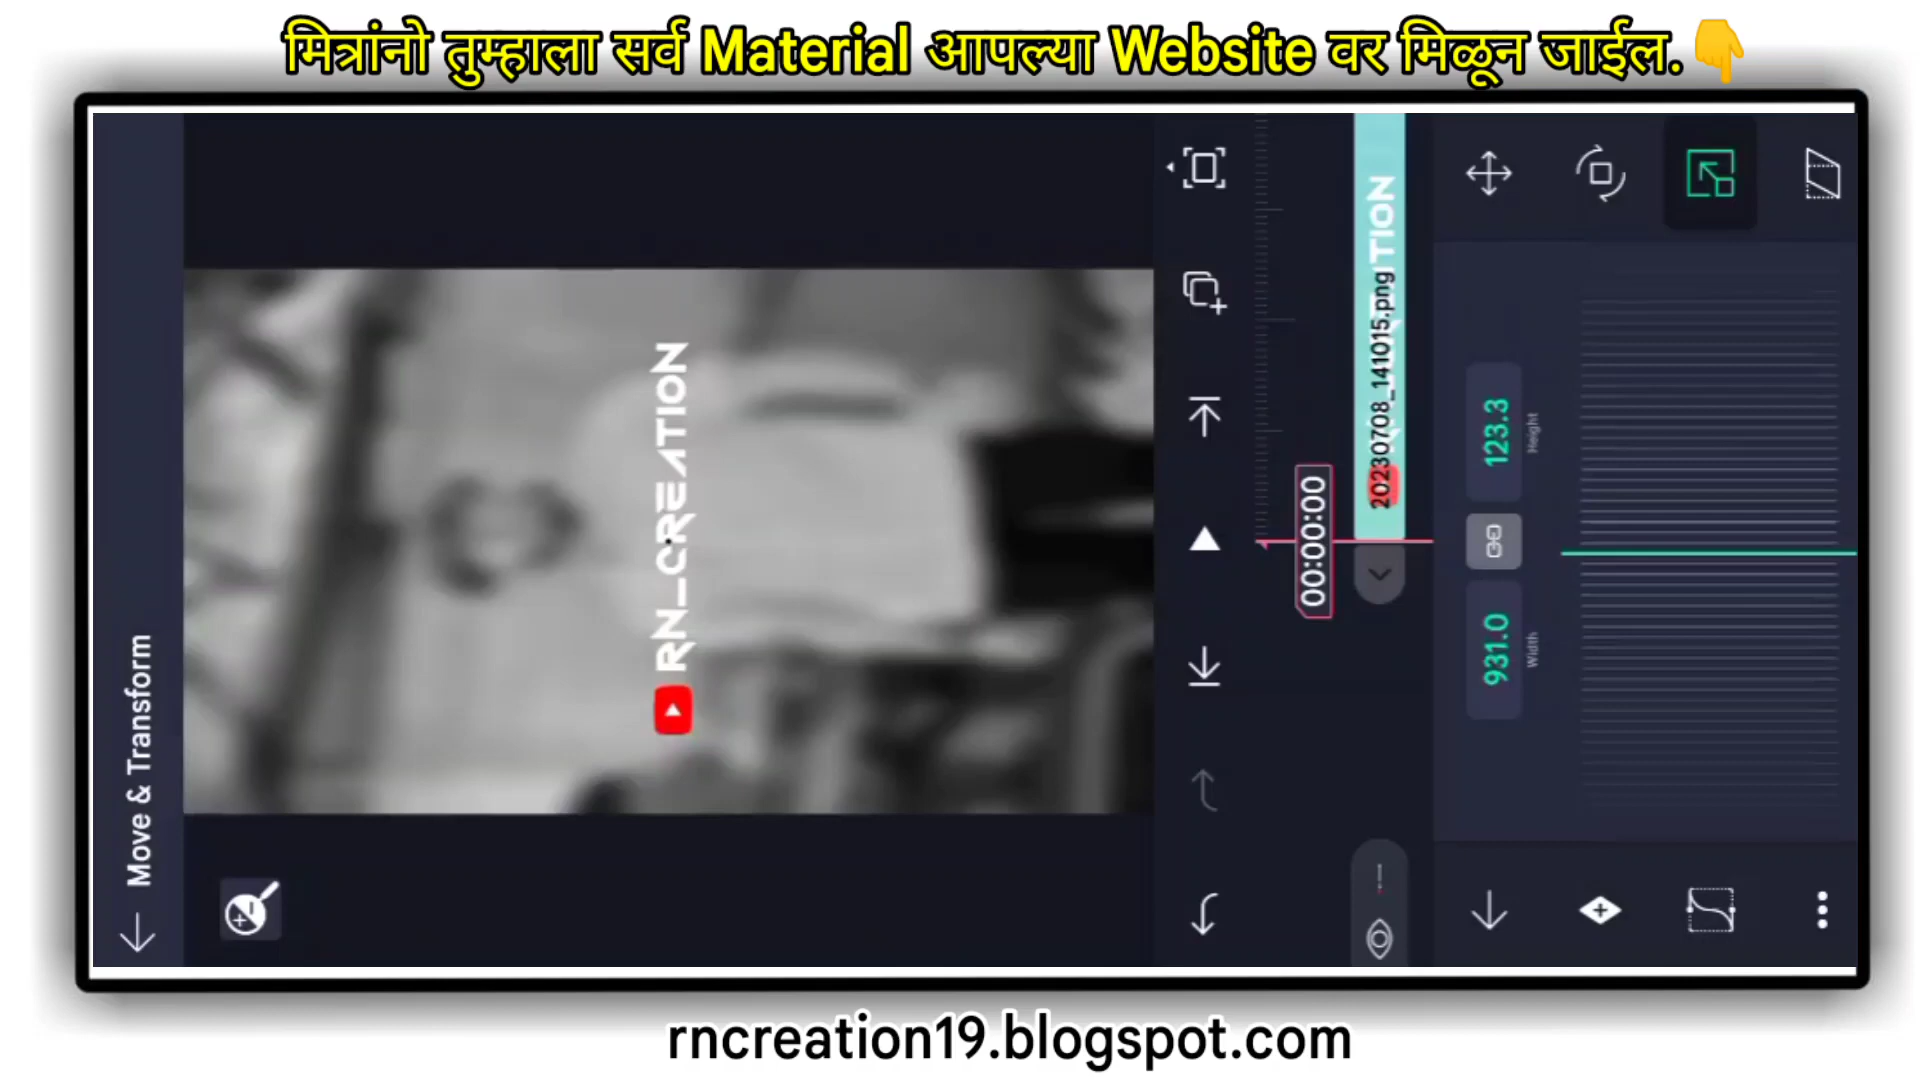 मित्रांनो तुम्हाला सर्व Material आपल्या Website वर मिळून जाईल.👇
Move & Transform
RN_CREATION
00:00:00
20230708_141015.png
123.3
Height
931.0
Width
rncreation19.blogspot.com